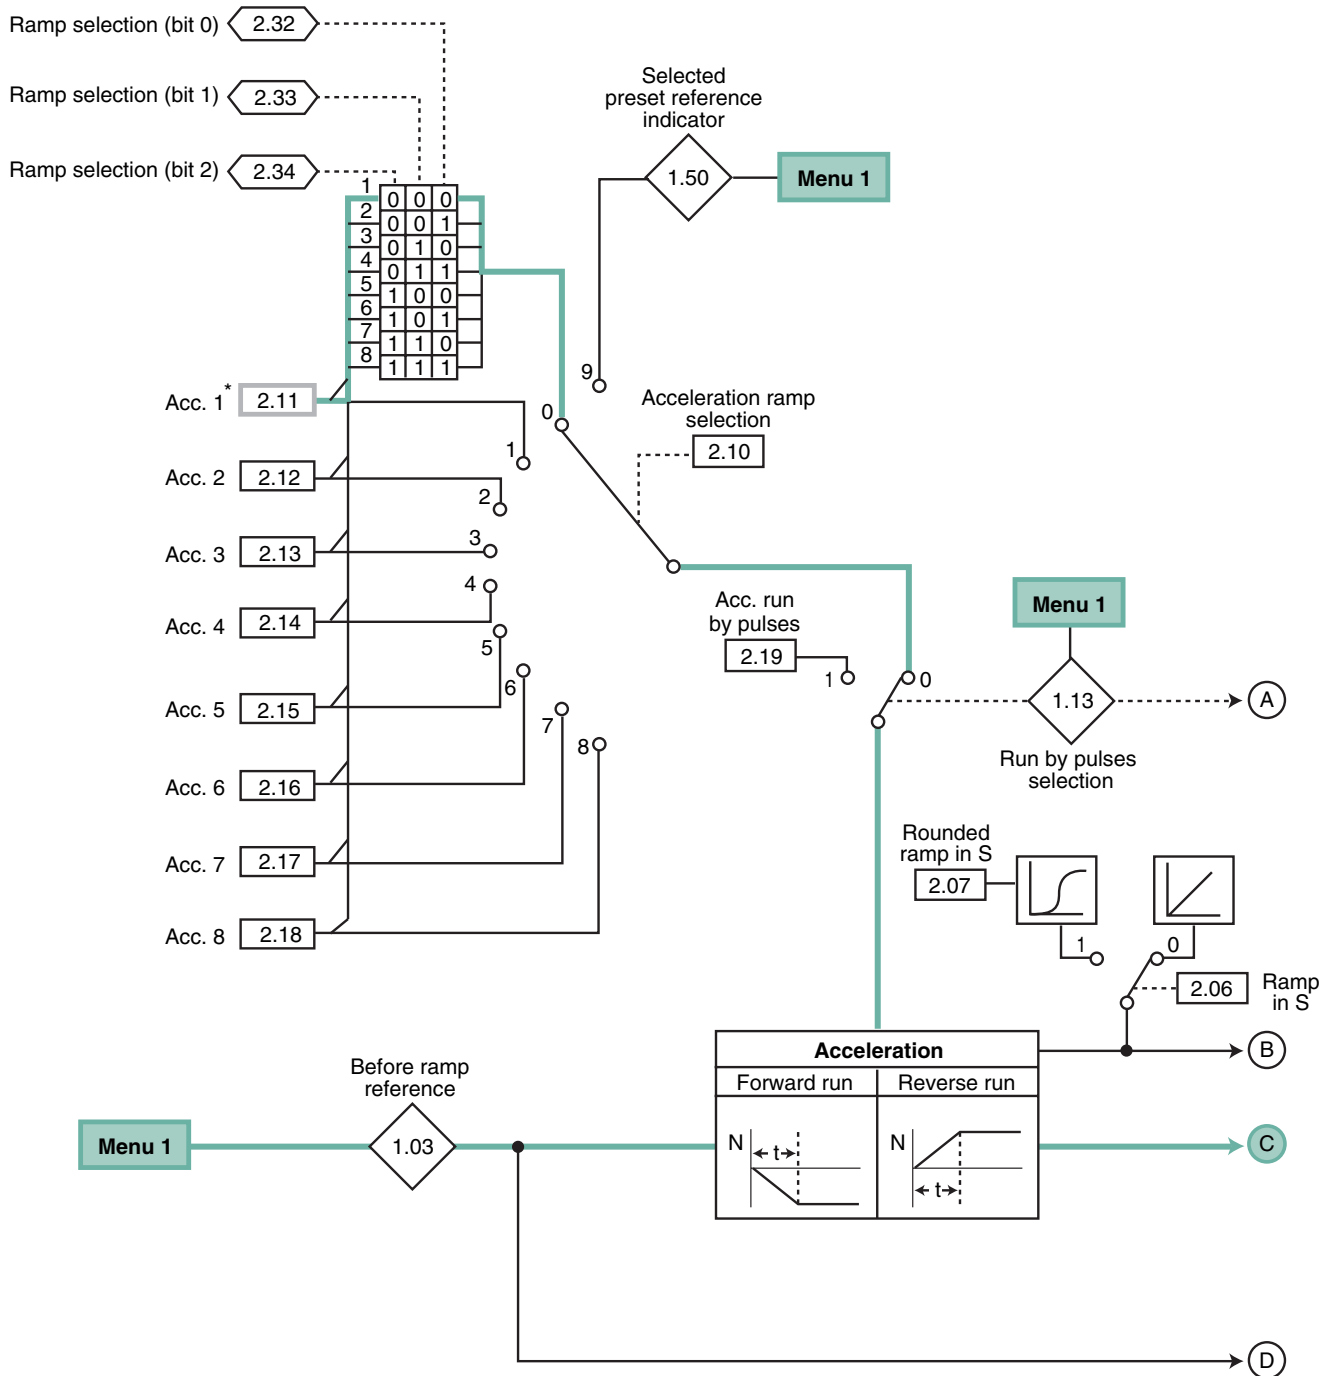 Ramp selection (bit 0) 2.32
Ramp selection (bit 1) 2.33
Ramp selection (bit 2) 2.34
Selected
preset reference
indicator
1.50
Menu 1
1 0 0 0
2 0 0 1
3 0 1 0
4 0 1 1
5 1 0 0
6 1 0 1
7 1 1 0
8 1 1 1
9
0
Acc. 1* 2.11
1
Acceleration ramp
selection
2.10
Acc. 2 2.12
2
Acc. 3 2.13
3
Acc. 4 2.14
4
Acc. 5 2.15
5
Acc. 6 2.16
6
Acc. 7 2.17
7
Acc. 8 2.18
8
Acc. run
by pulses
2.19
1
0
Menu 1
1.13
A
Run by pulses
selection
Rounded
ramp in S
2.07
1
0
2.06
Ramp
in S
B
Acceleration
Forward run
Reverse run
N
t
N
t
Before ramp
reference
Menu 1
1.03
C
D